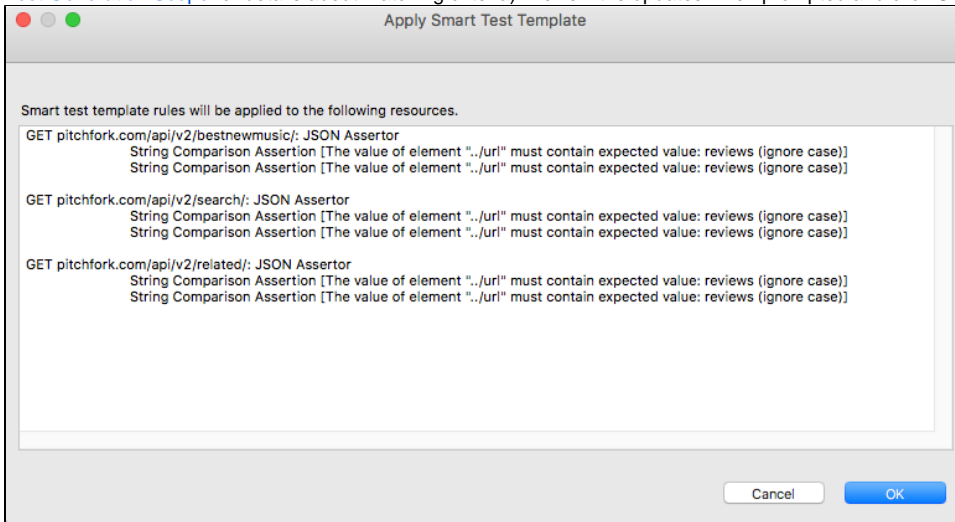 Apply Smart Test Template
Smart test template rules will be applied to the following resources.
GET pitchfork.com/api/v2/bestnewmusic/: JSON Assertor
String Comparison Assertion [The value of element "../url" must contain expected value: reviews (ignore case)]
String Comparison Assertion [The value of element "../url" must contain expected value: reviews (ignore case)]
GET pitchfork.com/api/v2/search/: JSON Assertor
String Comparison Assertion [The value of element "../url" must contain expected value: reviews (ignore case)]
String Comparison Assertion [The value of element "../url" must contain expected value: reviews (ignore case)]
GET pitchfork.com/api/v2/related/: JSON Assertor
String Comparison Assertion [The value of element "../url" must contain expected value: reviews (ignore case)]
String Comparison Assertion [The value of element "../url" must contain expected value: reviews (ignore case)]
Cancel OK